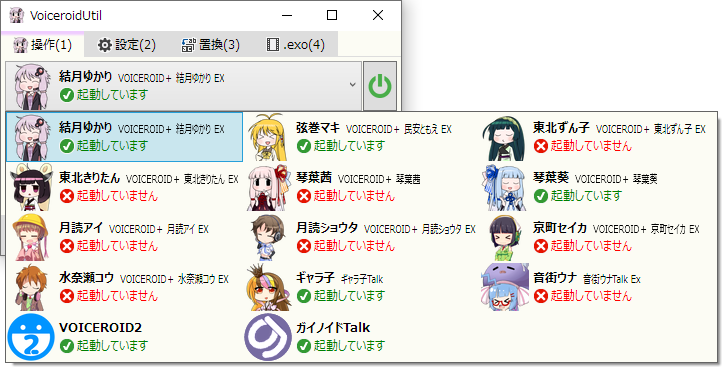 VoiceroidUtil
操作(1) 設定(2) 置換(3) .exo(4)
結月ゆかり VOICEROID＋ 結月ゆかり EX
起動しています
結月ゆかり VOICEROID＋ 結月ゆかり EX
起動しています
弦巻マキ VOICEROID＋ 民安ともえ EX
起動しています
東北ずん子 VOICEROID＋ 東北ずん子 EX
起動していません
東北きりたん VOICEROID＋ 東北きりたん EX
起動していません
琴葉茜 VOICEROID＋ 琴葉茜
起動していません
琴葉葵 VOICEROID＋ 琴葉葵
起動しています
月読アイ VOICEROID＋ 月読アイ EX
起動していません
月読ショウタ VOICEROID＋ 月読ショウタ EX
起動していません
京町セイカ VOICEROID＋ 京町セイカ EX
起動していません
水奈瀬コウ VOICEROID＋ 水奈瀬コウ EX
起動していません
ギャラ子 ギャラ子Talk
起動しています
音街ウナ 音街ウナTalk Ex
起動していません
2
VOICEROID2
起動しています
ガイノイドTalk
起動しています